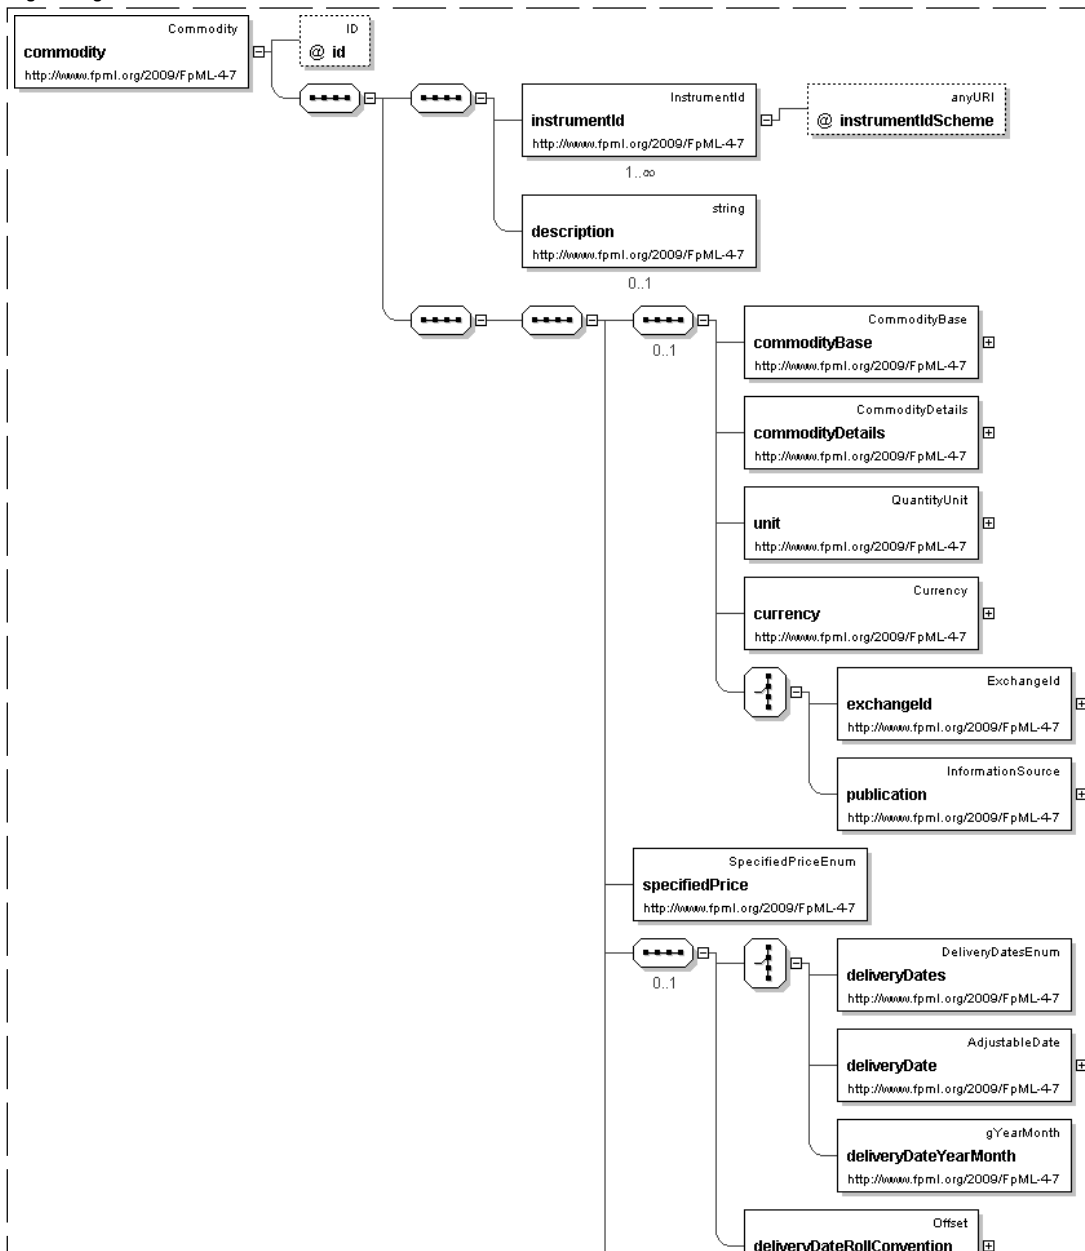 Commodity
commodity
http://www.fpml.org/2009/FpML-4-7
ID
@ id
InstrumentId
instrumentId
http://www.fpml.org/2009/FpML-4-7
1..∞
anyURI
@ instrumentIdScheme
string
description
http://www.fpml.org/2009/FpML-4-7
0..1
0..1
CommodityBase
commodityBase
http://www.fpml.org/2009/FpML-4-7
CommodityDetails
commodityDetails
http://www.fpml.org/2009/FpML-4-7
QuantityUnit
unit
http://www.fpml.org/2009/FpML-4-7
Currency
currency
http://www.fpml.org/2009/FpML-4-7
ExchangeId
exchangeId
http://www.fpml.org/2009/FpML-4-7
InformationSource
publication
http://www.fpml.org/2009/FpML-4-7
SpecifiedPriceEnum
specifiedPrice
http://www.fpml.org/2009/FpML-4-7
0..1
DeliveryDatesEnum
deliveryDates
http://www.fpml.org/2009/FpML-4-7
AdjustableDate
deliveryDate
http://www.fpml.org/2009/FpML-4-7
gYearMonth
deliveryDateYearMonth
http://www.fpml.org/2009/FpML-4-7
Offset
deliveryDateRollConvention